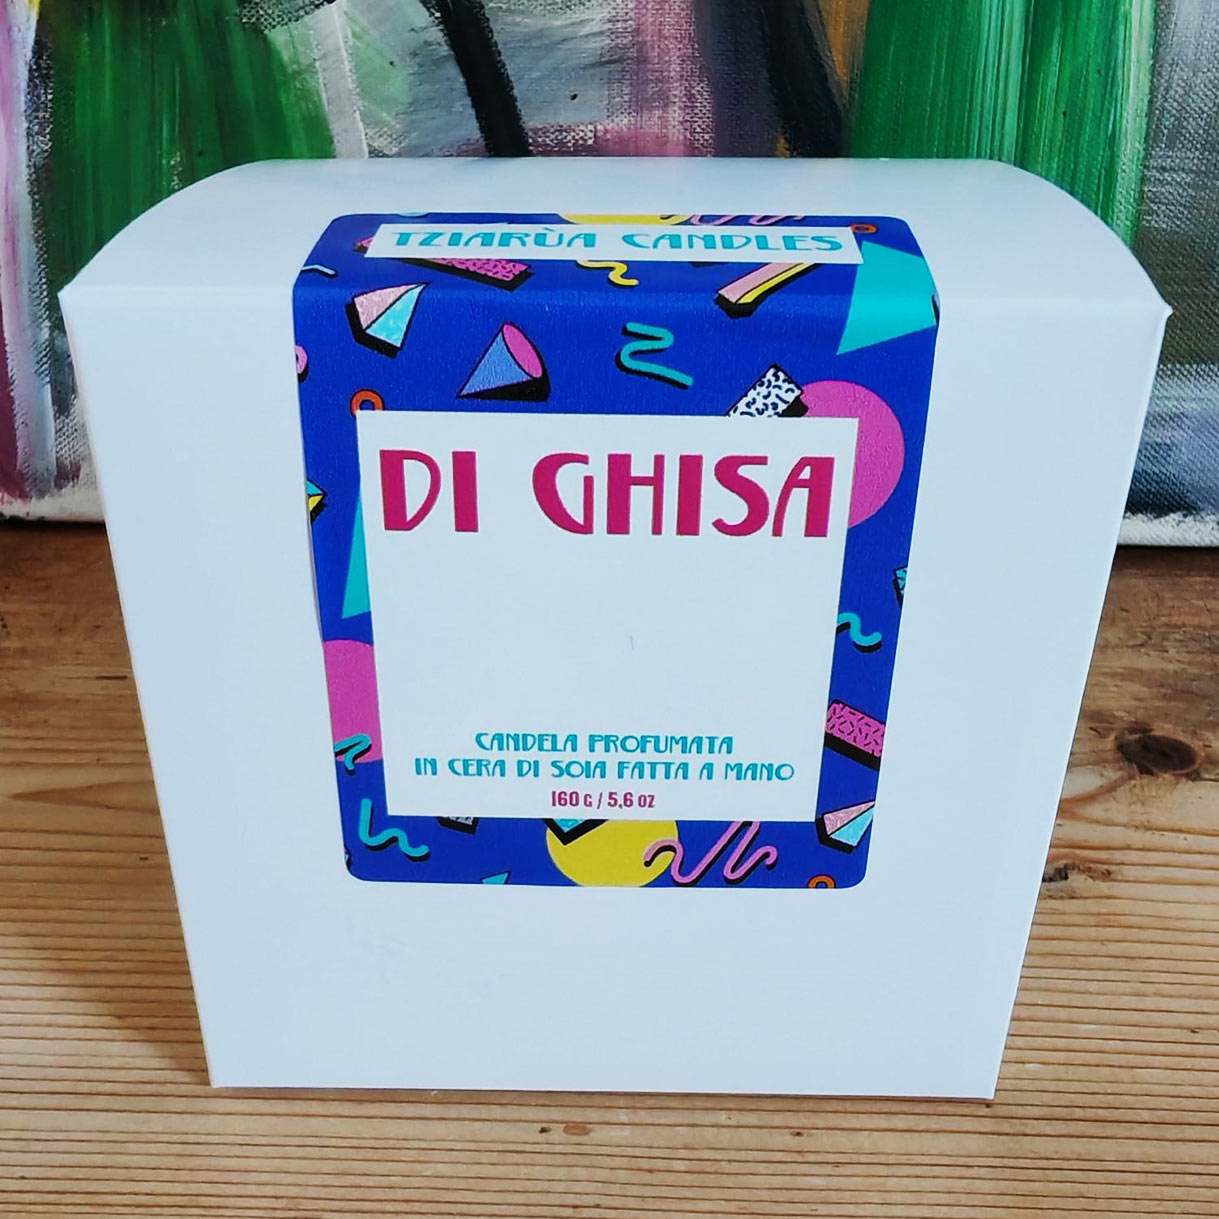 TZIARÙA CANDLES
DI GHISA
CANDELA PROFUMATA
IN CERA DI SOIA FATTA A MANO
160 G / 5,6 OZ